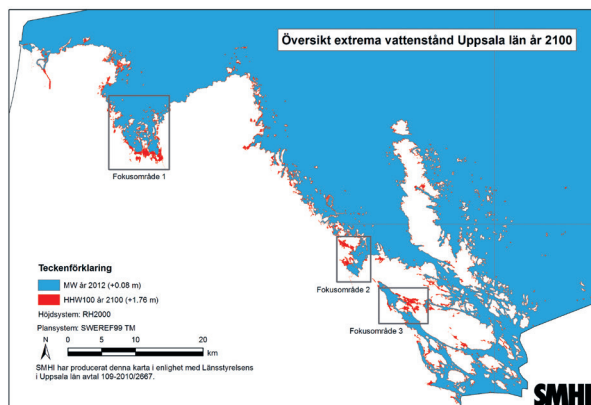 Översikt extrema vattenstånd Uppsala län år 2100
Fokusområde 1
Fokusområde 2
Fokusområde 3
Teckenförklaring
MW år 2012 (+0.08 m)
HHW100 år 2100 (+1.76 m)
Höjdsystem: RH2000
Plansystem: SWEREF99 TM
N
0 5 10 20
km
SMHI har producerat denna karta i enlighet med Länsstyrelsens
i Uppsala län avtal 109-2010/2667.
SMHI